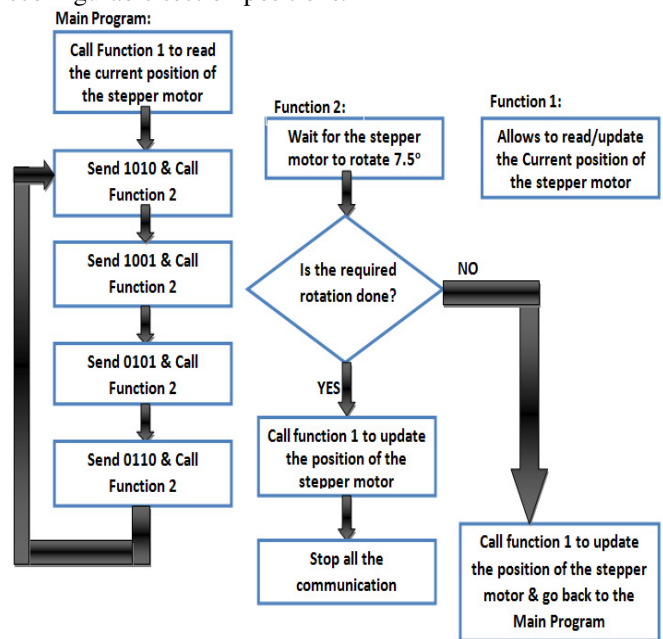 Main Program:
Call Function 1 to read
the current position of
the stepper motor
Send 1010 & Call
Function 2
Send 1001 & Call
Function 2
Send 0101 & Call
Function 2
Send 0110 & Call
Function 2
Function 2:
Wait for the stepper
motor to rotate 7.5°
Is the required
rotation done?
NO
YES
Call function 1 to update
the position of the
stepper motor
Stop all the
communication
Function 1:
Allows to read/update
the Current position of
the stepper motor
Call function 1 to update
the position of the stepper
motor & go back to the
Main Program